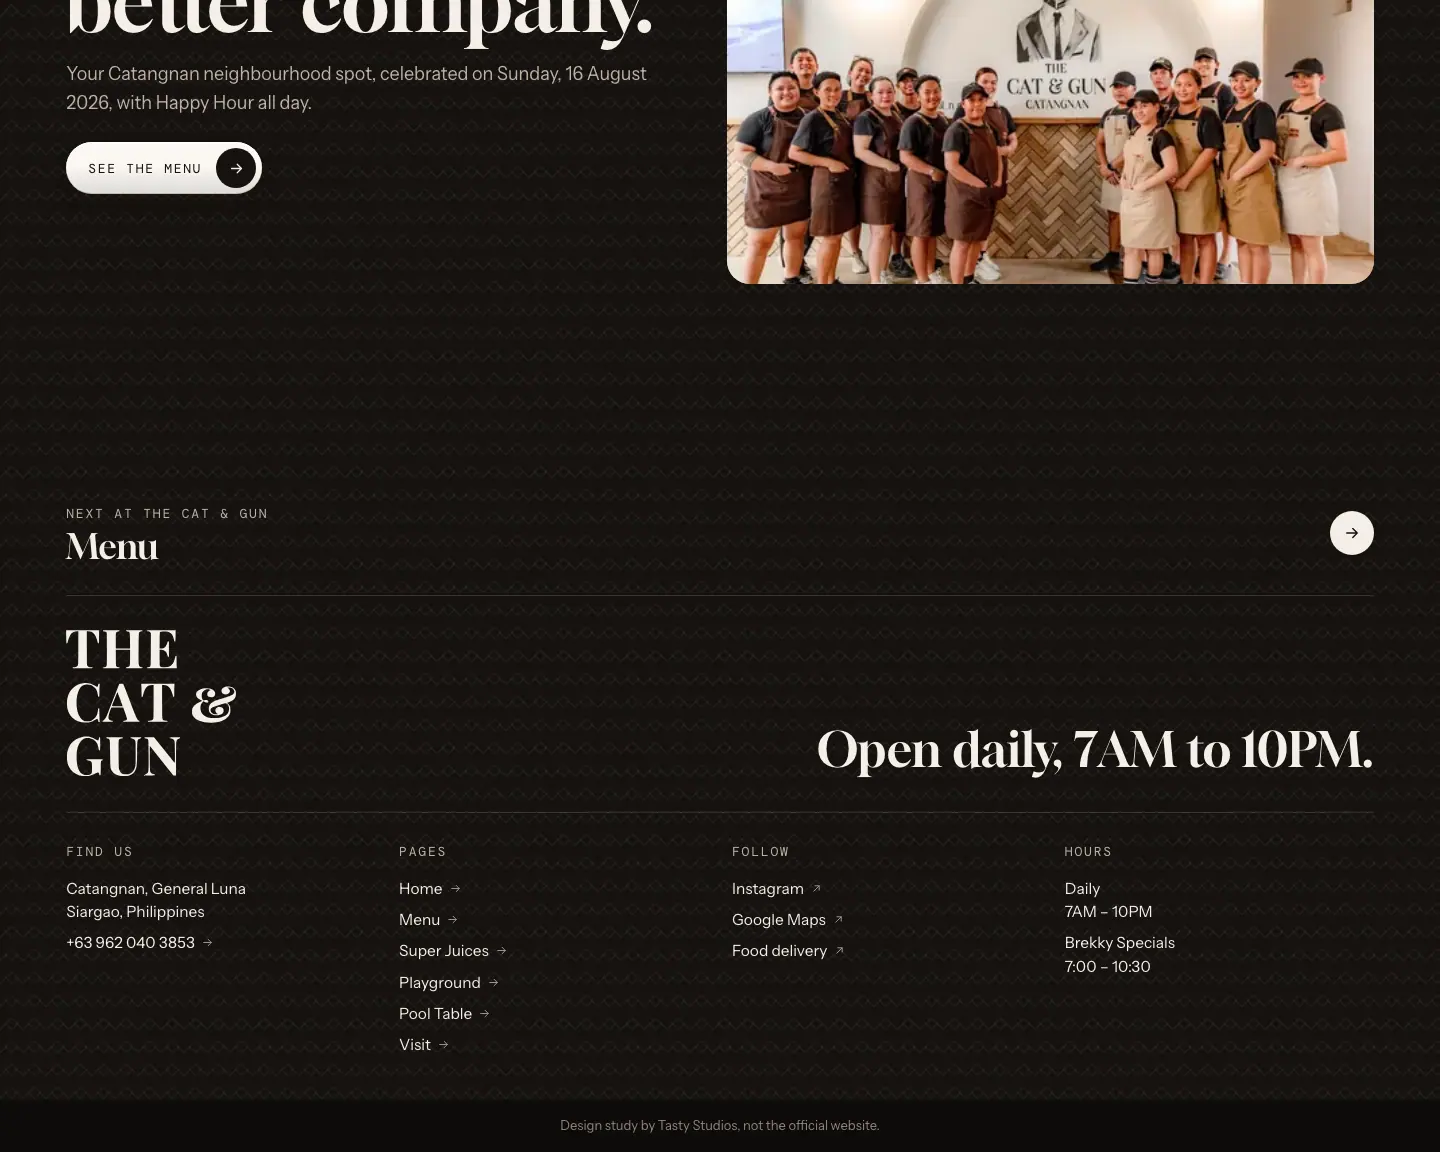 better company.
Your Catangnan neighbourhood spot, celebrated on Sunday, 16 August
2026, with Happy Hour all day.
SEE THE MENU →
THE
CAT & GUN
CATANGNAN
NEXT AT THE CAT & GUN
Menu
→
THE
CAT &
GUN
Open daily, 7AM to 10PM.
FIND US
Catangnan, General Luna
Siargao, Philippines
+63 962 040 3853 →
PAGES
Home →
Menu →
Super Juices →
Playground →
Pool Table →
Visit →
FOLLOW
Instagram ↗
Google Maps ↗
Food delivery ↗
HOURS
Daily
7AM – 10PM
Brekky Specials
7:00 – 10:30
Design study by Tasty Studios, not the official website.